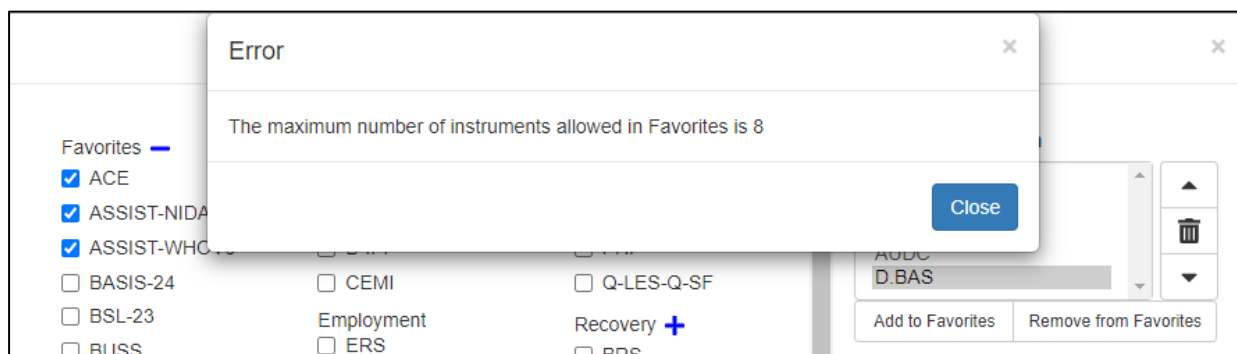 Error
The maximum number of instruments allowed in Favorites is 8
Close
Favorites
ACE
ASSIST-NIDA
BASIS-24
BSL-23
BUSS
CEMI
Employment
ERS
Q-LES-Q-SF
Recovery
AUDC
D.BAS
Add to Favorites
Remove from Favorites